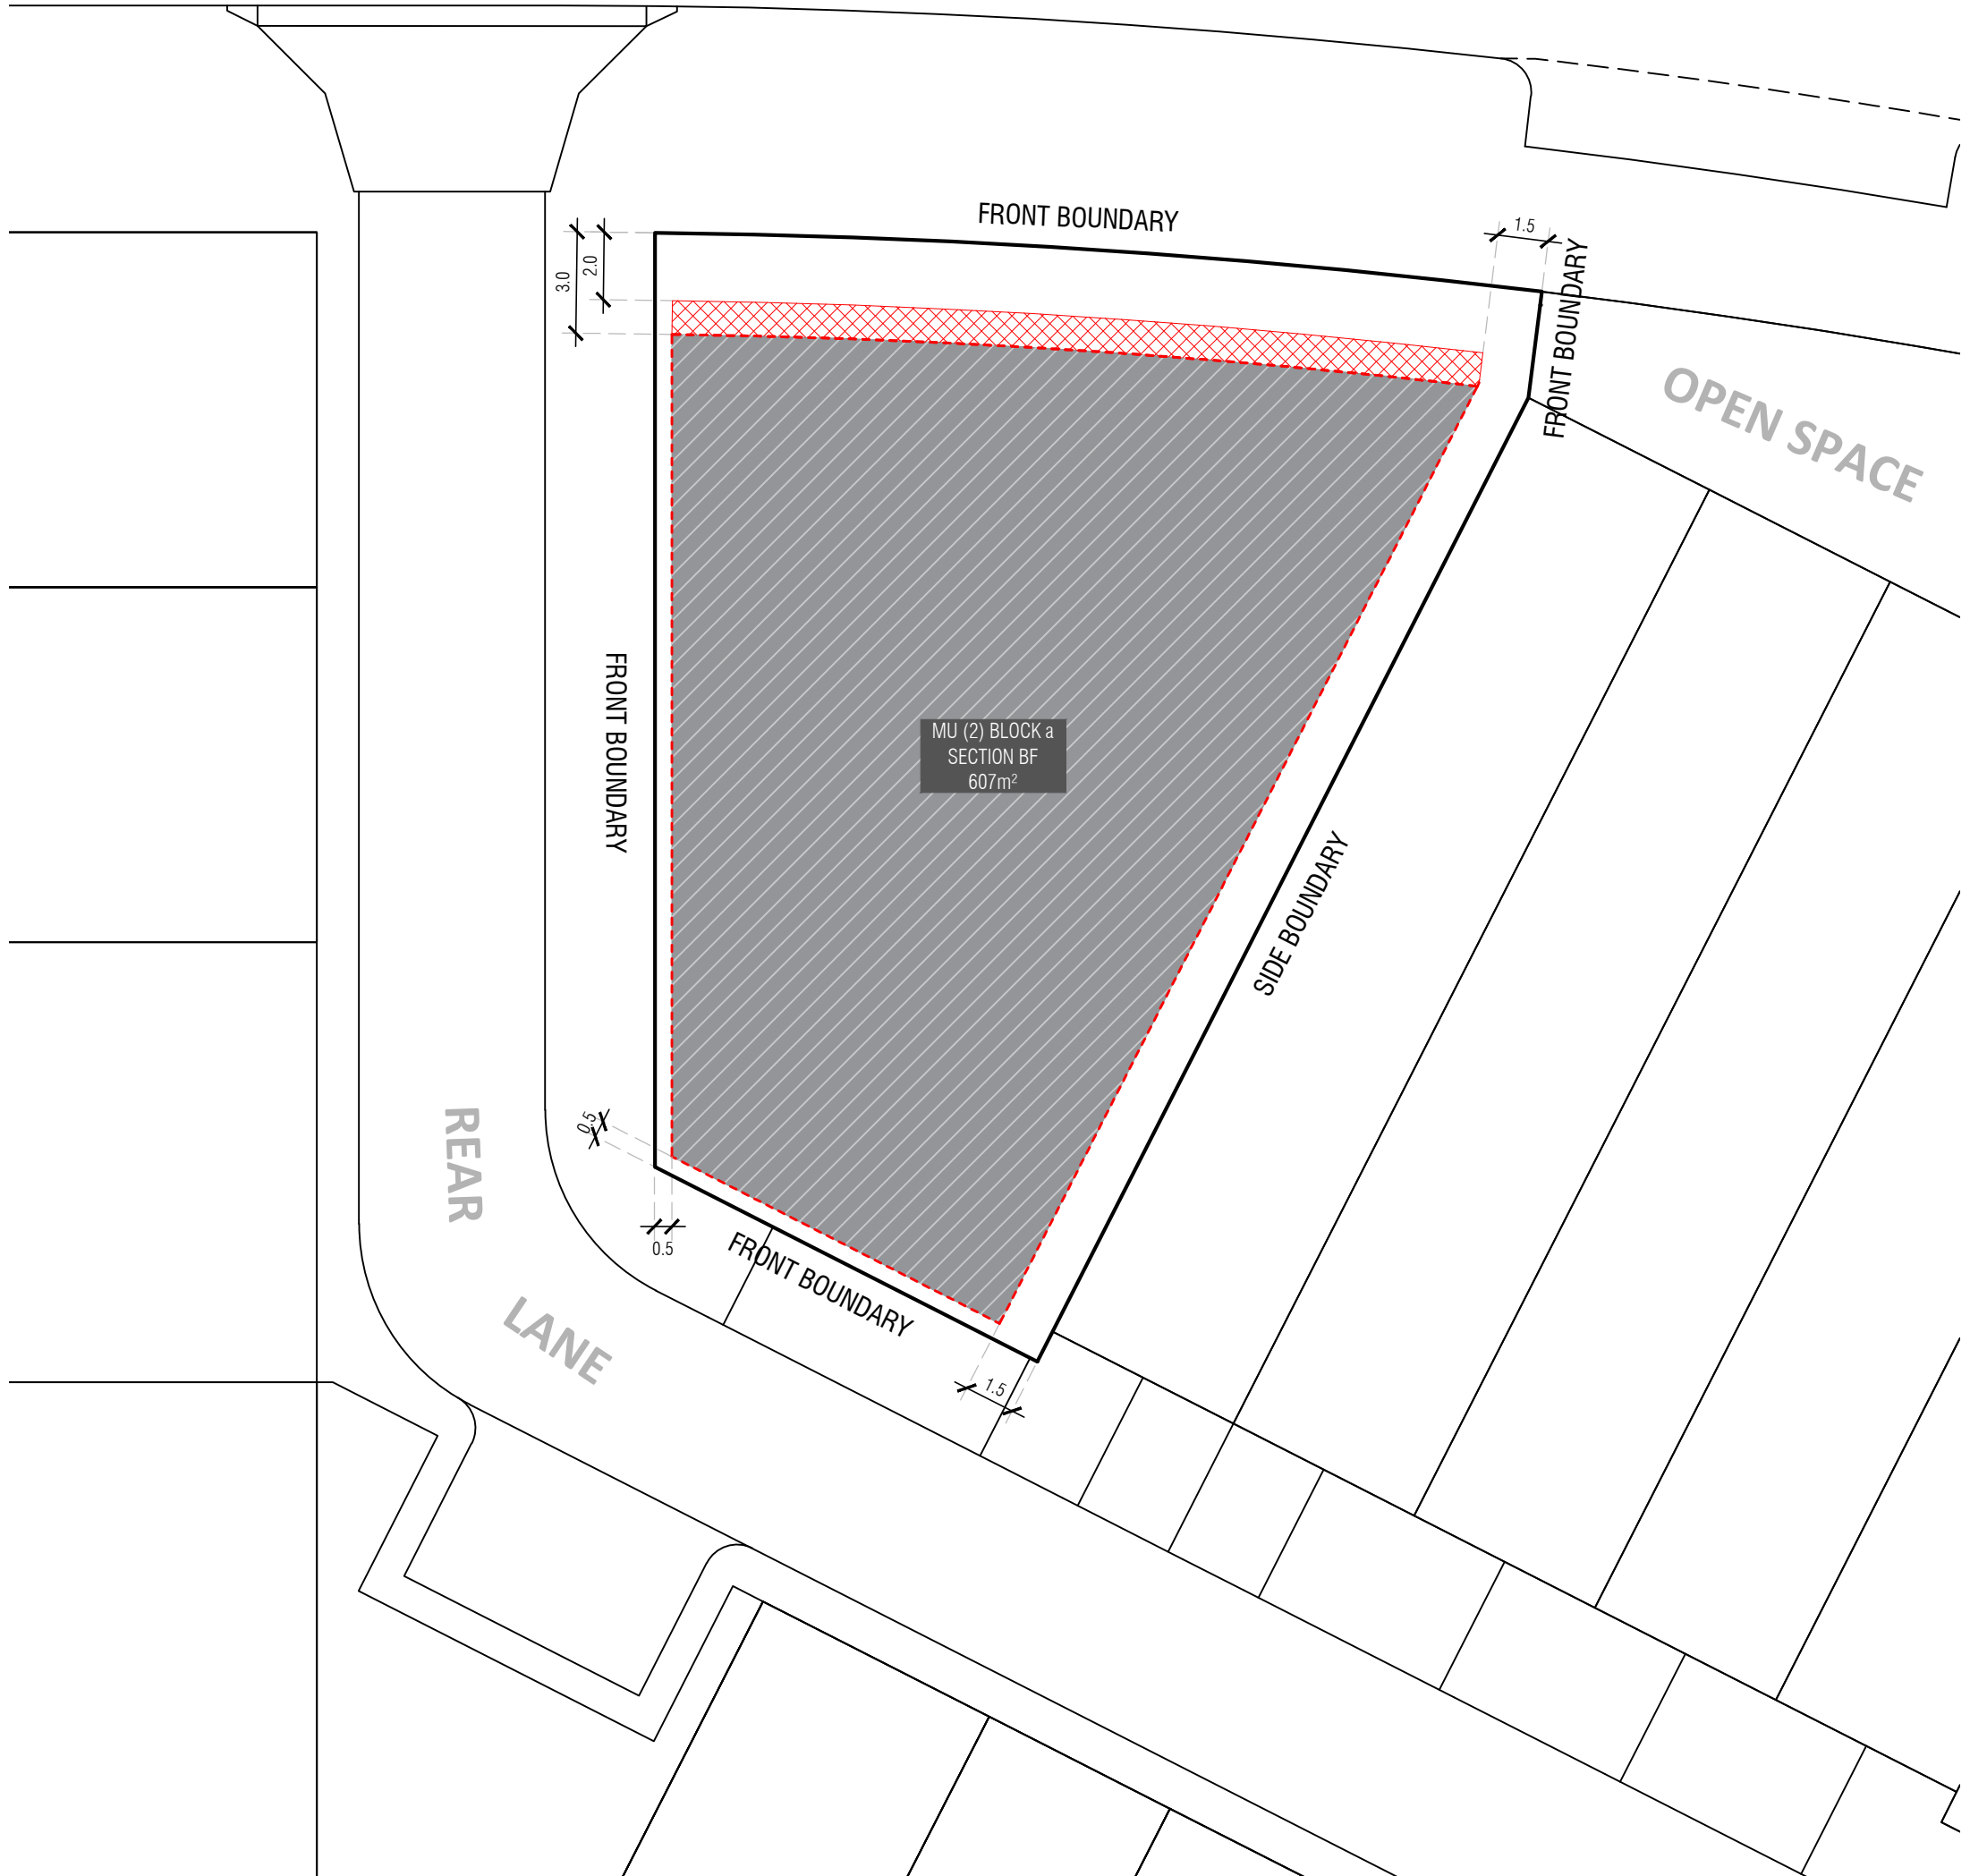 FRONT BOUNDARY
1.5
3.0
2.0
FRONT BOUNDARY
OPEN SPACE
FRONT BOUNDARY
MU (2) BLOCK a
SECTION BF
607m²
SIDE BOUNDARY
REAR
0.5
0.5
FRONT BOUNDARY
LANE
1.5